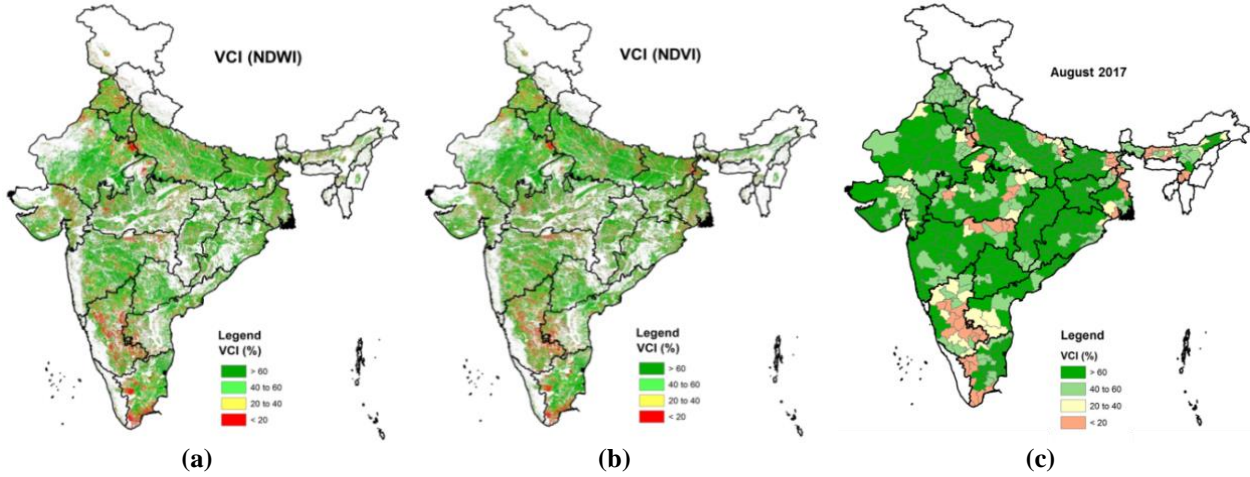 VCI (NDWI)
Legend
VCI (%)
> 60
40 to 60
20 to 40
< 20
(a)
VCI (NDVI)
Legend
VCI (%)
> 60
40 to 60
20 to 40
< 20
(b)
August 2017
Legend
VCI (%)
> 60
40 to 60
20 to 40
< 20
(c)